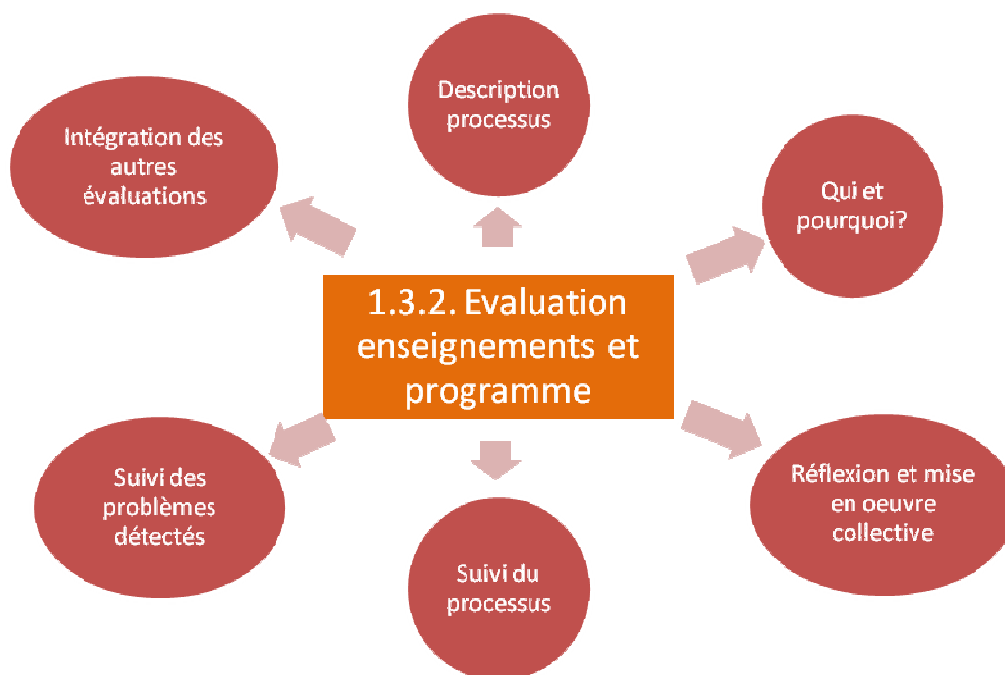 Description
processus
Intégration des
autres
évaluations
Qui et
pourquoi?
1.3.2. Evaluation
enseignements et
programme
Suivi des
problèmes
détectés
Suivi du
processus
Réflexion et mise
en oeuvre
collective